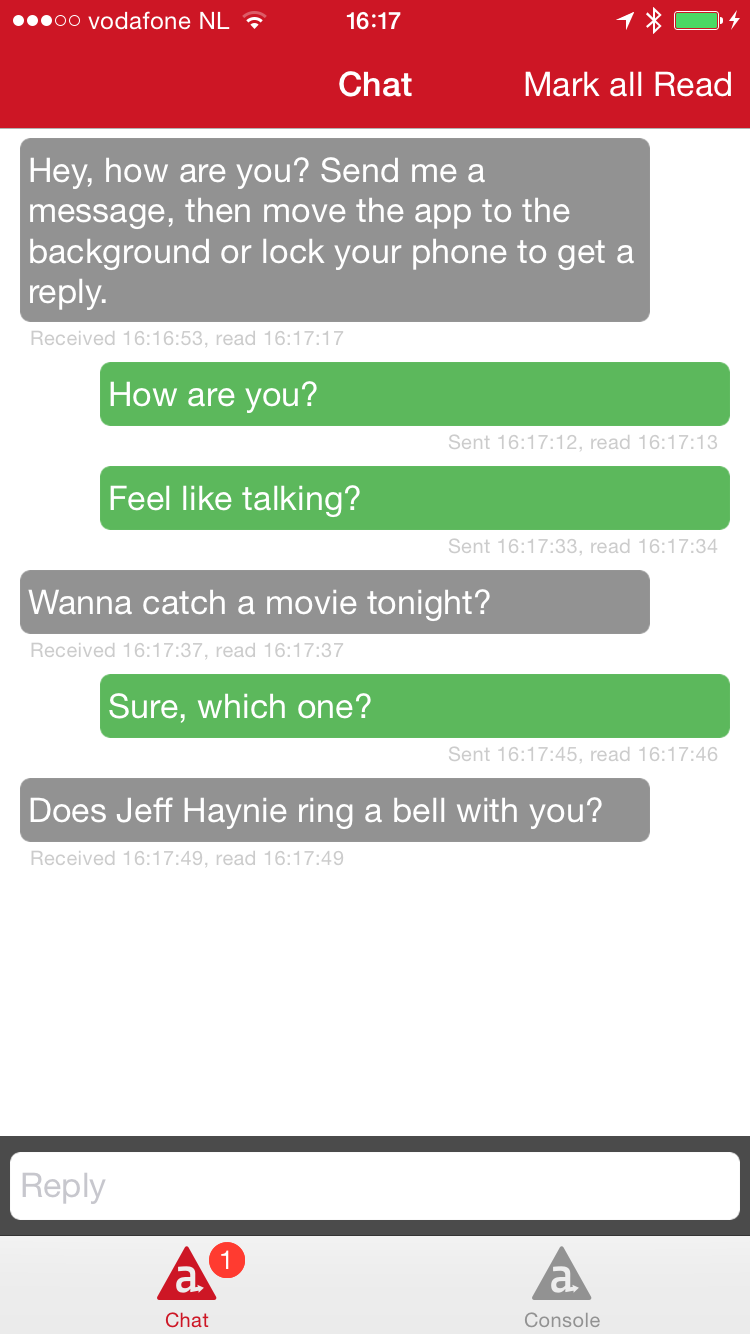 vodafone NL 16:17
Chat Mark all Read
Hey, how are you? Send me a
message, then move the app to the
background or lock your phone to get a
reply.
Received 16:16:53, read 16:17:17
How are you?
Sent 16:17:12, read 16:17:13
Feel like talking?
Sent 16:17:33, read 16:17:34
Wanna catch a movie tonight?
Received 16:17:37, read 16:17:37
Sure, which one?
Sent 16:17:45, read 16:17:46
Does Jeff Haynie ring a bell with you?
Received 16:17:49, read 16:17:49
Reply
a 1 a
Chat Console